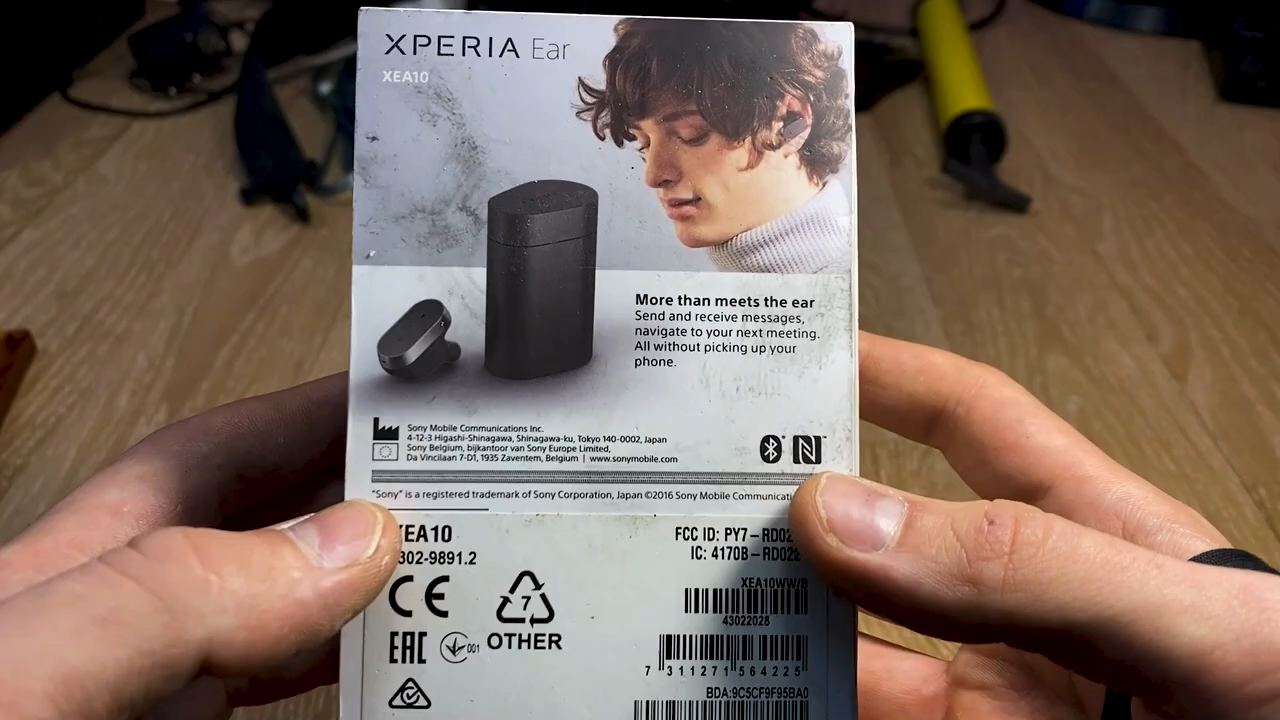 XPERIA Ear
XEA10
More than meets the ear
Send and receive messages,
navigate to your next meeting.
All without picking up your
phone.
Sony Mobile Communications Inc.
4-12-3 Higashi-Shinagawa, Shinagawa-ku, Tokyo 140-0002, Japan
Sony Belgium, bijkantoor van Sony Europe Limited,
Da Vincilaan 7-D1, 1935 Zaventem, Belgium | www.sonymobile.com
"Sony" is a registered trademark of Sony Corporation, Japan ©2016 Sony Mobile
XEA10
302-9891.2
FCC ID: PY7-RD02
IC: 4170B-RD02
XEA10WW/B
43022028
CE
7
OTHER
EAC
001
7 311271 564225
BDA:9C5CF9F95BA0